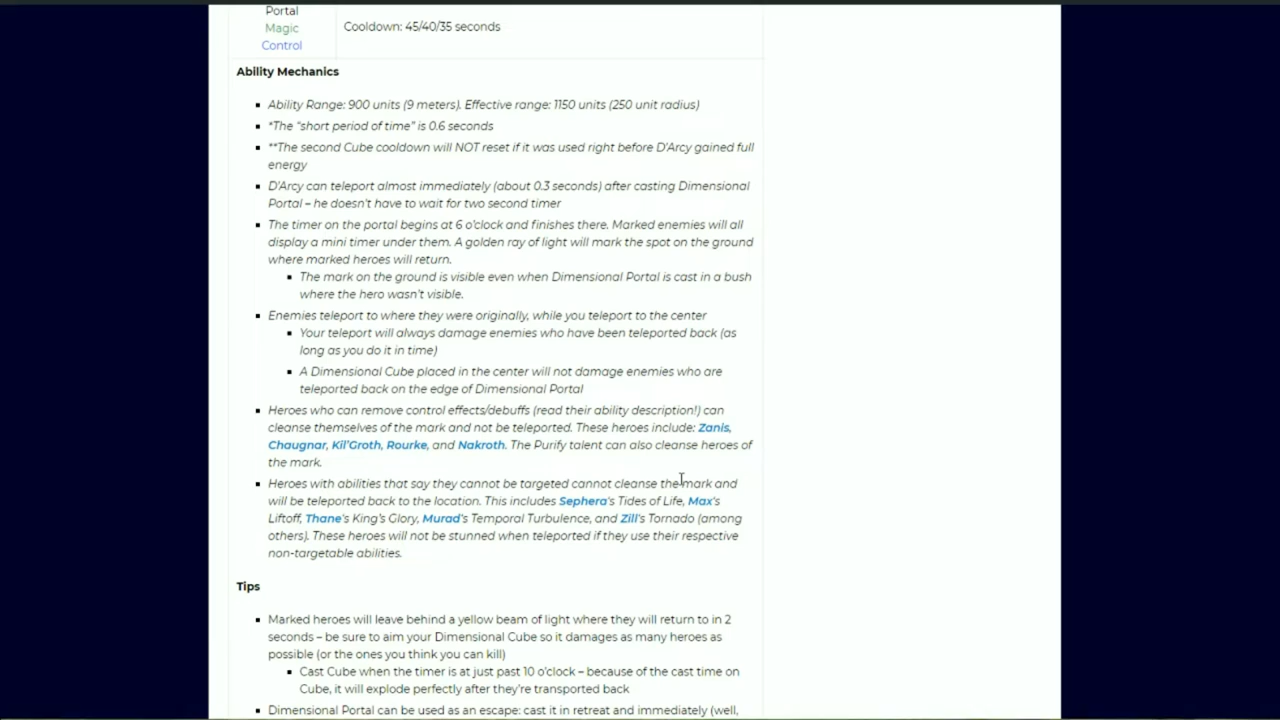 Portal
Magic
Control
Cooldown: 45/40/35 seconds
Ability Mechanics
Ability Range: 900 units (9 meters). Effective range: 1150 units (250 unit radius)
*The “short period of time” is 0.6 seconds
**The second Cube cooldown will NOT reset if it was used right before D’Arcy gained full
energy
D’Arcy can teleport almost immediately (about 0.3 seconds) after casting Dimensional
Portal – he doesn’t have to wait for two second timer
The timer on the portal begins at 6 o’clock and finishes there. Marked enemies will all
display a mini timer under them. A golden ray of light will mark the spot on the ground
where marked heroes will return.
The mark on the ground is visible even when Dimensional Portal is cast in a bush
where the hero wasn’t visible.
Enemies teleport to where they were originally, while you teleport to the center
Your teleport will always damage enemies who have been teleported back (as
long as you do it in time)
A Dimensional Cube placed in the center will not damage enemies who are
teleported back on the edge of Dimensional Portal
Heroes who can remove control effects/debuffs (read their ability description!) can
cleanse themselves of the mark and not be teleported. These heroes include: Zanis,
Chaugnar, Kil’Groth, Rourke, and Nakroth. The Purify talent can also cleanse heroes of
the mark.
Heroes with abilities that say they cannot be targeted cannot cleanse the mark and
will be teleported back to the location. This includes Sephera’s Tides of Life, Max’s
Liftoff, Thane’s King’s Glory, Murad’s Temporal Turbulence, and Zill’s Tornado (among
others). These heroes will not be stunned when teleported if they use their respective
non-targetable abilities.
Tips
Marked heroes will leave behind a yellow beam of light where they will return to in 2
seconds – be sure to aim your Dimensional Cube so it damages as many heroes as
possible (or the ones you think you can kill)
Cast Cube when the timer is at just past 10 o’clock – because of the cast time on
Cube, it will explode perfectly after they’re transported back
Dimensional Portal can be used as an escape: cast it in retreat and immediately (well,